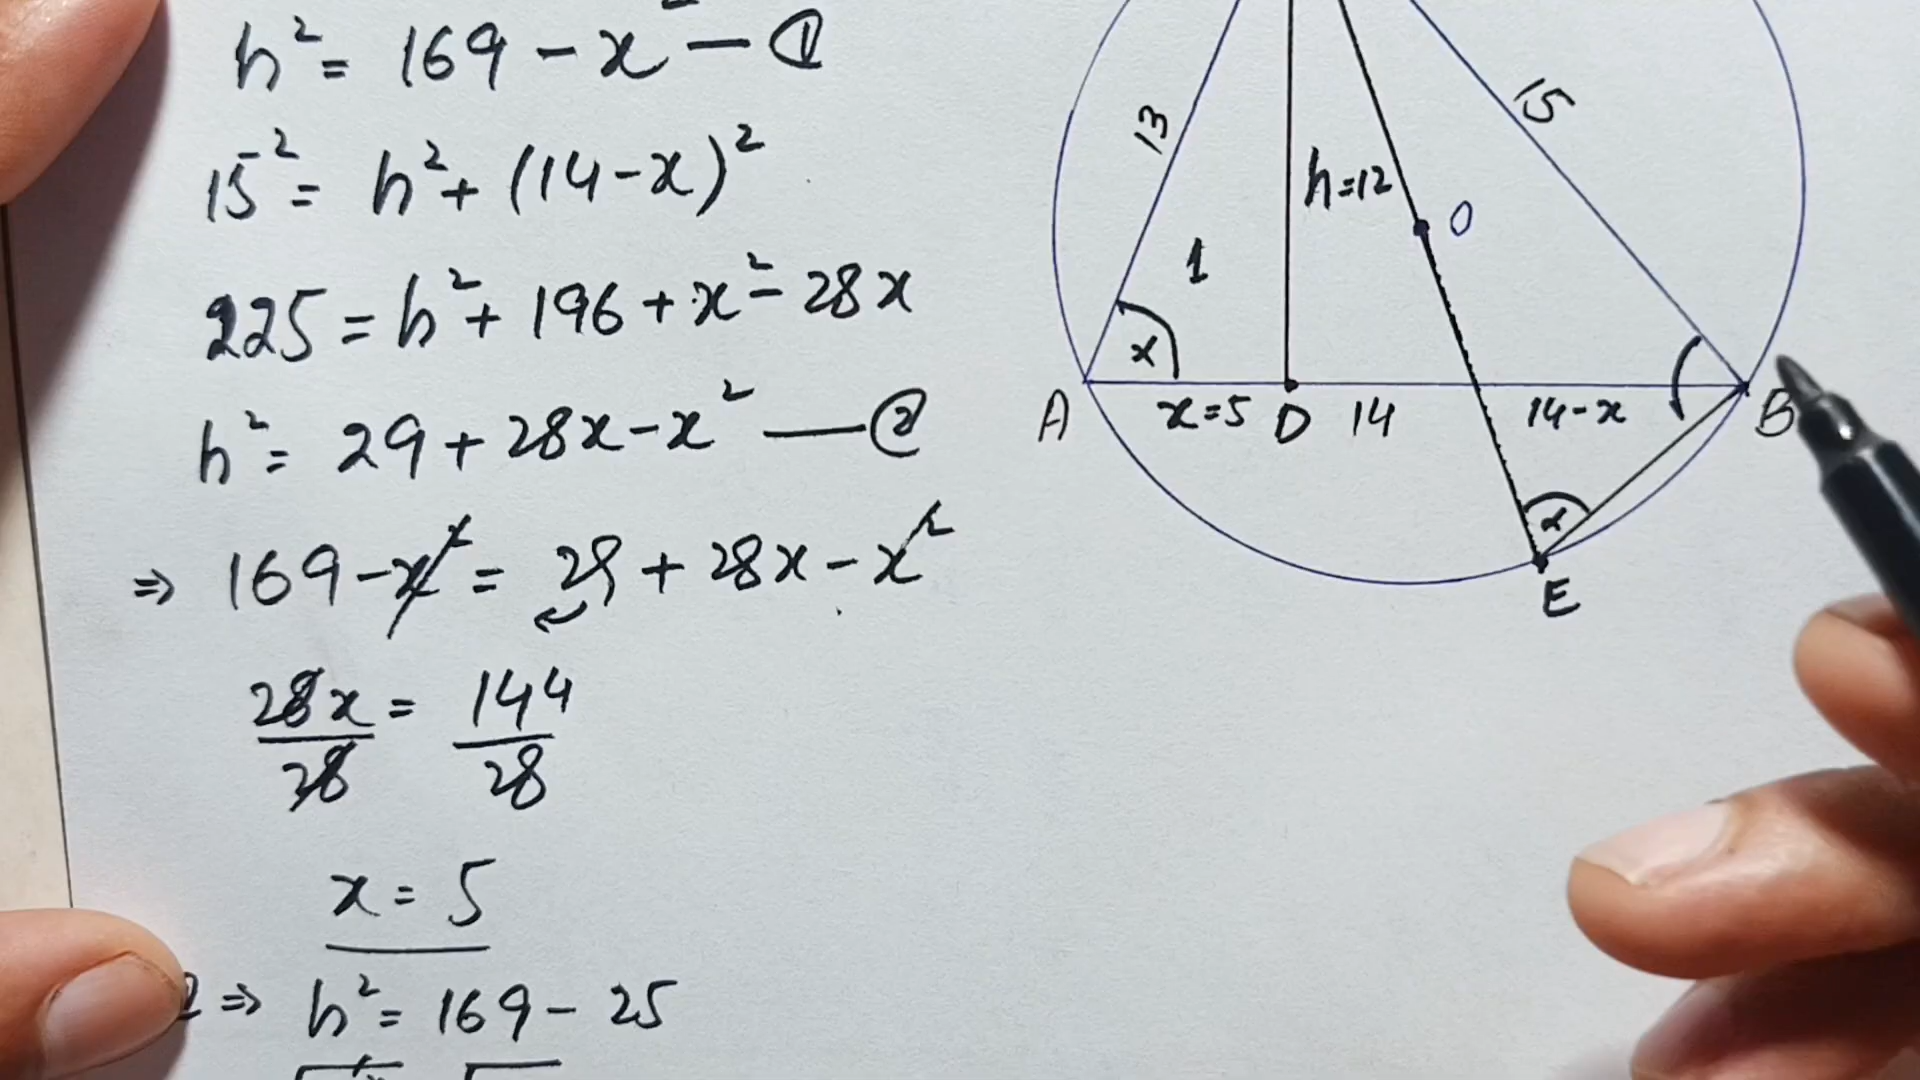 h² = 169 - x² — ①
15² = h² + (14-x)²
225 = h² + 196 + x² - 28x
h² = 29 + 28x - x² — ②
⇒ 169 - x² = 29 + 28x - x²
28x/28 = 144/28
x = 5
⇒ h² = 169 - 25
13
15
h=12
O
1
α
A
x=5
D
14
14-x
B
α
E